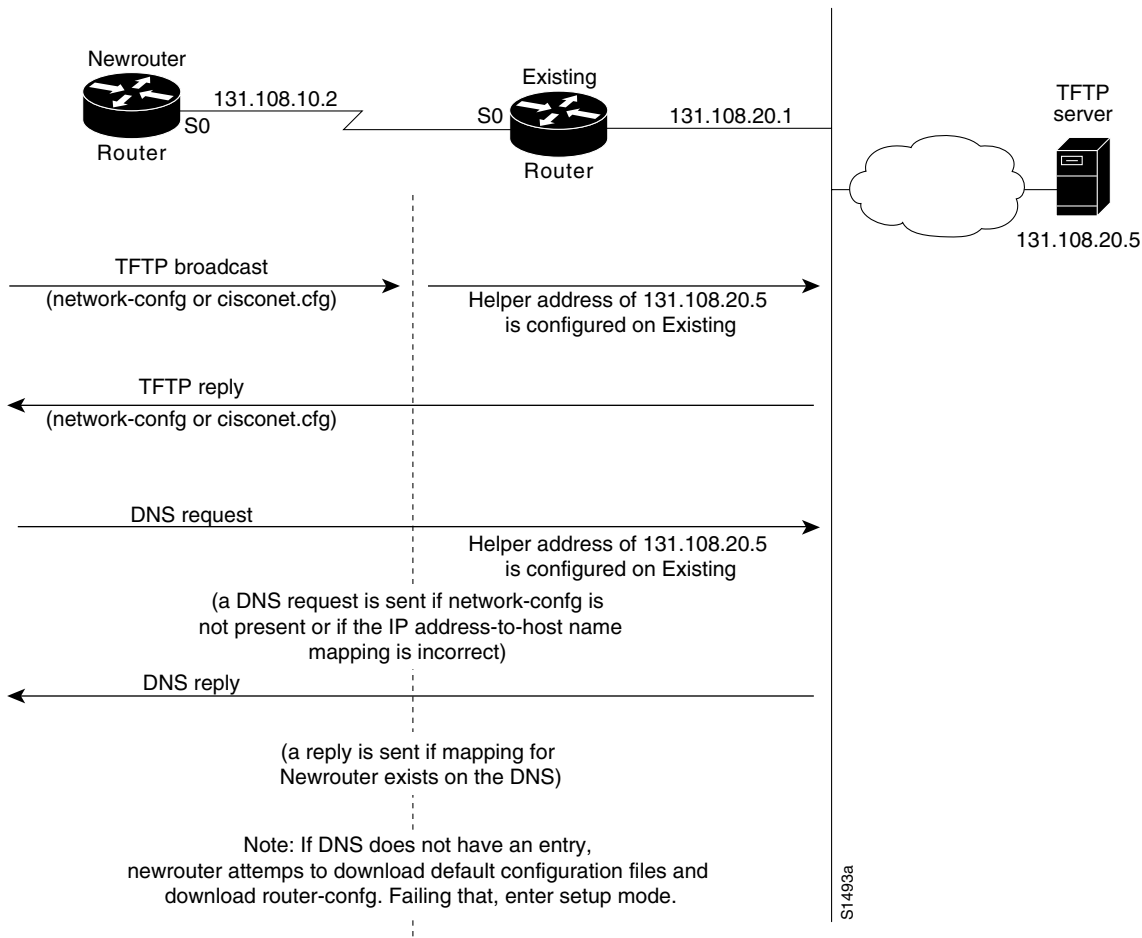 Newrouter
131.108.10.2
S0
Router
Existing
S0
131.108.20.1
Router
TFTP
server
131.108.20.5
TFTP broadcast
(network-confg or cisconet.cfg)
Helper address of 131.108.20.5
is configured on Existing
TFTP reply
(network-confg or cisconet.cfg)
DNS request
Helper address of 131.108.20.5
is configured on Existing
(a DNS request is sent if network-confg is
not present or if the IP address-to-host name
mapping is incorrect)
DNS reply
(a reply is sent if mapping for
Newrouter exists on the DNS)
Note: If DNS does not have an entry,
newrouter attemps to download default configuration files and
download router-confg. Failing that, enter setup mode.
S1493a